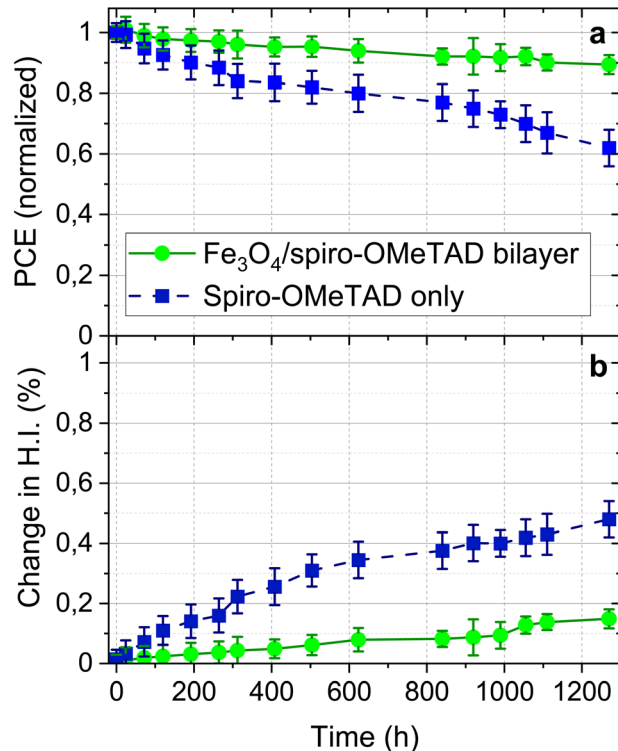 a
1
0,8
0,6
0,4
0,2
0
PCE (normalized)
Fe₃O₄/spiro-OMeTAD bilayer
Spiro-OMeTAD only
b
1
0,8
0,6
0,4
0,2
0
Change in H.I. (%)
0 200 400 600 800 1000 1200
Time (h)